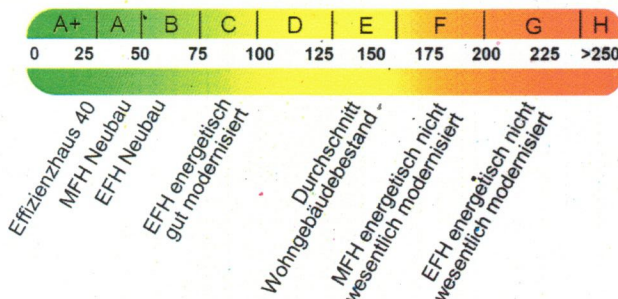 A+ A B C D E F G H
0 25 50 75 100 125 150 175 200 225 >250
Effizienzhaus 40
MFH Neubau
EFH Neubau
EFH energetisch
gut modernisiert
Durchschnitt
Wohngebäudebestand
MFH energetisch nicht
wesentlich modernisiert
EFH energetisch nicht
wesentlich modernisiert